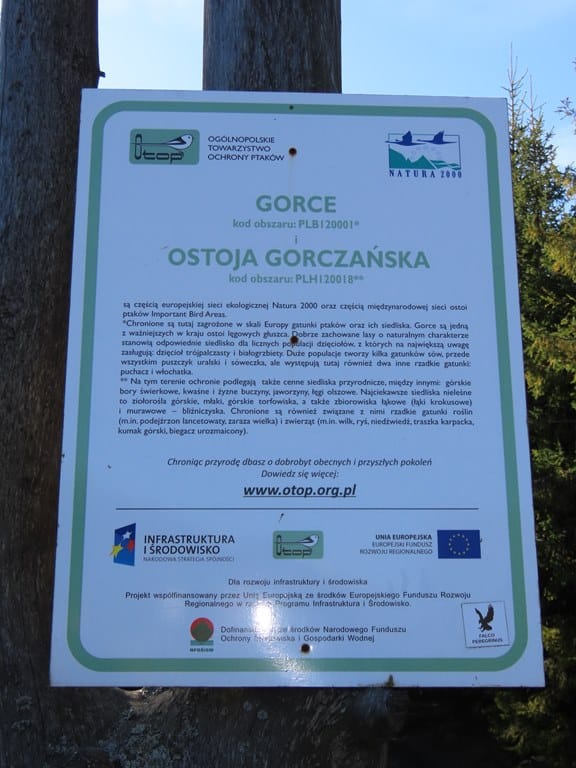 otop
OGÓLNOPOLSKIE
TOWARZYSTWO
OCHRONY PTAKÓW
NATURA 2000
GORCE
kod obszaru: PLB120001*
i
OSTOJA GORCZAŃSKA
kod obszaru: PLH120018**
są częścią europejskiej sieci ekologicznej Natura 2000 oraz częścią międzynarodowej sieci ostoi
ptaków Important Bird Areas.
*Chronione są tutaj zagrożone w skali Europy gatunki ptaków oraz ich siedliska. Gorce są jedną
z ważniejszych w kraju ostoi lęgowych głuszca. Dobrze zachowane lasy o naturalnym charakterze
stanowią odpowiednie siedlisko dla licznych populacji dzięciołów, z których na największą uwagę
zasługują: dzięcioł trójpalczasty i białogrzbiety. Duże populacje tworzy kilka gatunków sów, przede
wszystkim puszczyk uralski i sóweczka, ale występują tutaj również dwa inne rzadkie gatunki:
puchacz i włochatka.
** Na tym terenie ochronie podlegają także cenne siedliska przyrodnicze, między innymi: górskie
bory świerkowe, kwaśne i żyzne buczyny, jaworzyny, łęgi olszowe. Najciekawsze siedliska nieleśne
to ziołorośla górskie, młaki, górskie torfowiska, a także zbiorowiska łąkowe (łąki krokusowe)
i murawowe – bliźniczyska. Chronione są również związane z nimi rzadkie gatunki roślin
(m.in. podejźrzon lancetowaty, zaraza wielka) i zwierząt (m.in. wilk, ryś, niedźwiedź, traszka karpacka,
kumak górski, biegacz urozmaicony).
Chroniąc przyrodę dbasz o dobrobyt obecnych i przyszłych pokoleń
Dowiedz się więcej:
www.otop.org.pl
INFRASTRUKTURA
I ŚRODOWISKO
NARODOWA STRATEGIA SPÓJNOŚCI
otop
UNIA EUROPEJSKA
EUROPEJSKI FUNDUSZ
ROZWOJU REGIONALNEGO
Dla rozwoju infrastruktury i środowiska
Projekt współfinansowany przez Unię Europejską ze środków Europejskiego Funduszu Rozwoju
Regionalnego w ramach Programu Infrastruktura i Środowisko.
NFOŚiGW
Dofinansowano ze środków Narodowego Funduszu
Ochrony Środowiska i Gospodarki Wodnej
FALCO
PEREGRINUS